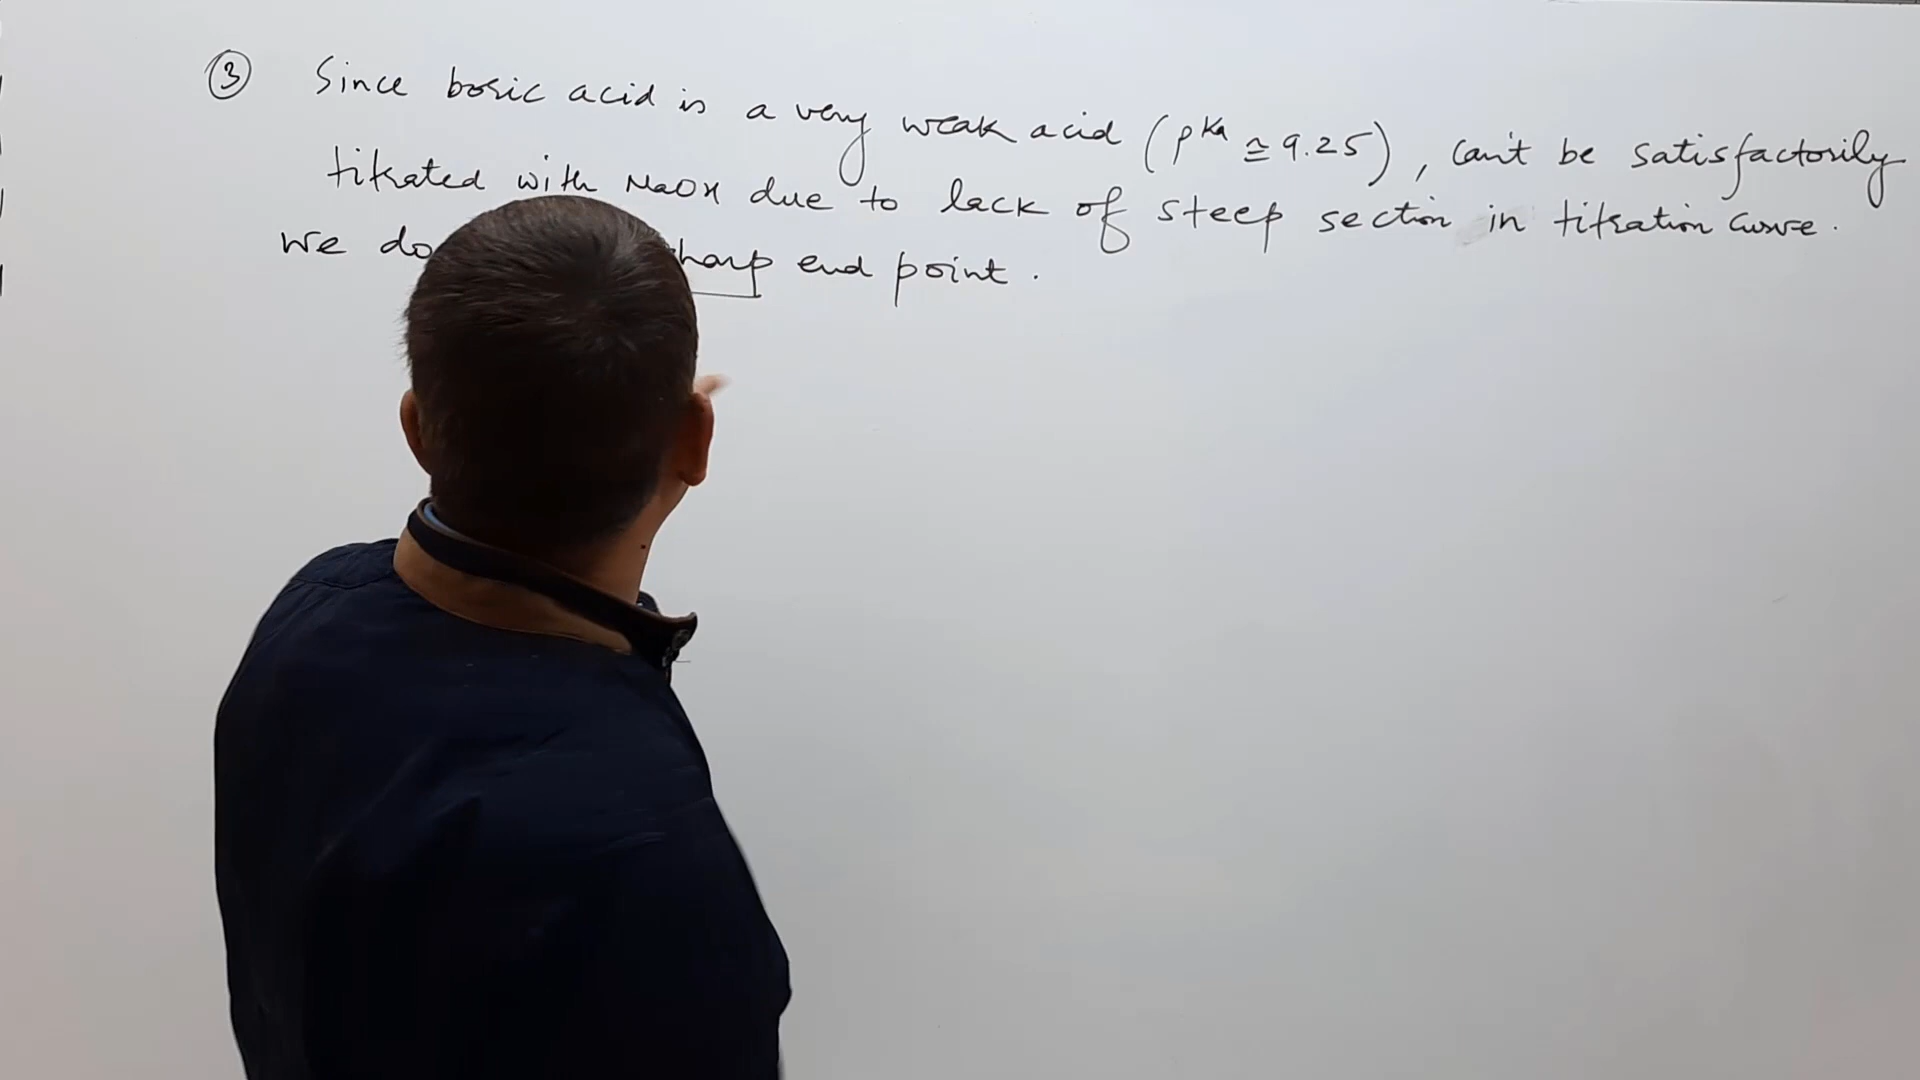 ③ Since boric acid is a very weak acid (pKa ≅ 9.25), can't be satisfactorily
titrated with NaOH due to lack of steep section in titration curve.
we do harp end point.